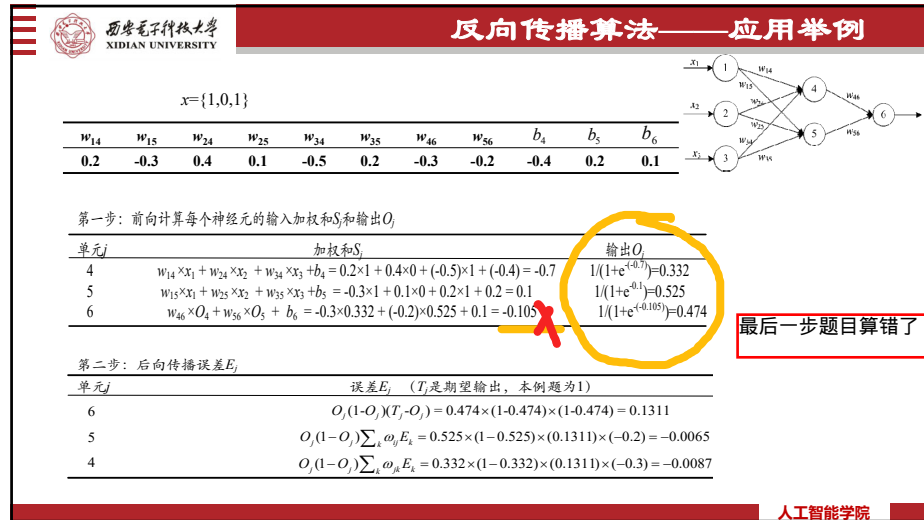 西安电子科技大学
XIDIAN UNIVERSITY
反向传播算法——应用举例
x={1,0,1}
w14 w15 w24 w25 w34 w35 w46 w56 b4 b5 b6
0.2 -0.3 0.4 0.1 -0.5 0.2 -0.3 -0.2 -0.4 0.2 0.1
x1 1 w14
w15 4 w46
x2 2 w24 6
w25 5 w56
w34
x3 3 w35
第一步：前向计算每个神经元的输入加权和Sj和输出Oj
单元j 加权和Sj 输出Oj
4 w14×x1 + w24×x2 + w34×x3 +b4 = 0.2×1 + 0.4×0 + (-0.5)×1 + (-0.4) = -0.7 1/(1+e-(-0.7))=0.332
5 w15×x1 + w25×x2 + w35×x3 +b5 = -0.3×1 + 0.1×0 + 0.2×1 + 0.2 = 0.1 1/(1+e-0.1)=0.525
6 w46×O4 + w56×O5 + b6 = -0.3×0.332 + (-0.2)×0.525 + 0.1 = -0.105 1/(1+e-(-0.105))=0.474
最后一步题目算错了
第二步：后向传播误差Ej
单元j 误差Ej （Tj是期望输出，本例题为1）
6 Oj(1-Oj)(Tj-Oj) = 0.474×(1-0.474)×(1-0.474) = 0.1311
5 Oj(1−Oj)∑k ωij Ek = 0.525×(1−0.525)×(0.1311)×(−0.2) = −0.0065
4 Oj(1−Oj)∑k ωjk Ek = 0.332×(1−0.332)×(0.1311)×(−0.3) = −0.0087
人工智能学院